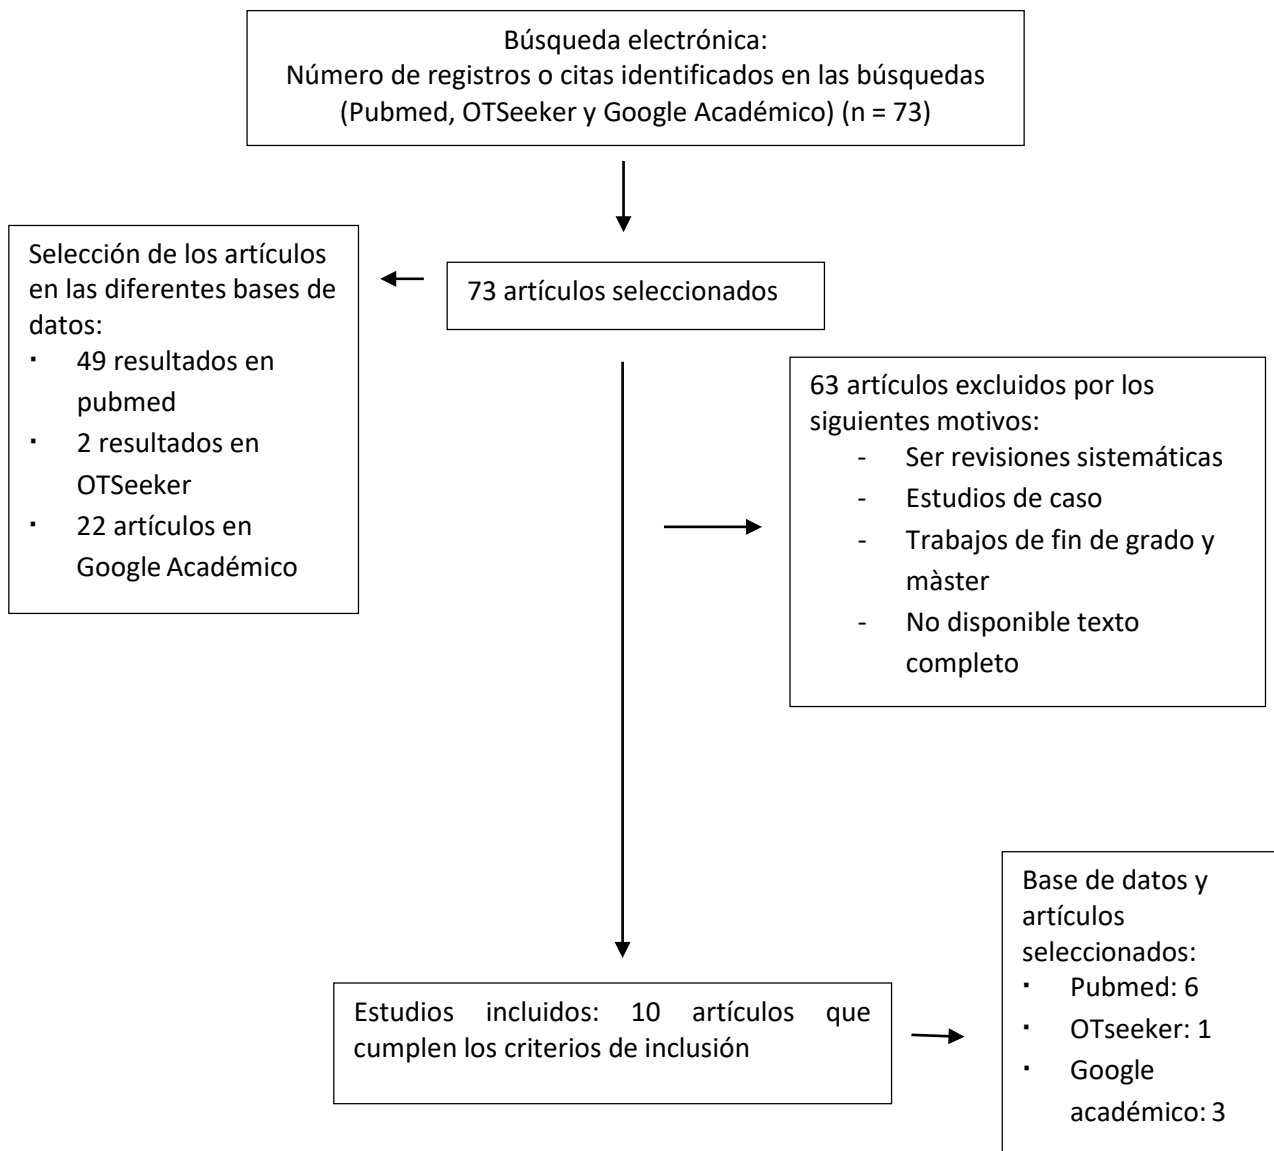 Búsqueda electrónica:
Número de registros o citas identificados en las búsquedas
(Pubmed, OTSeeker y Google Académico) (n = 73)
Selección de los artículos
en las diferentes bases de
datos:
▪ 49 resultados en
pubmed
▪ 2 resultados en
OTSeeker
▪ 22 artículos en
Google Académico
73 artículos seleccionados
63 artículos excluidos por los
siguientes motivos:
- Ser revisiones sistemáticas
- Estudios de caso
- Trabajos de fin de grado y
màster
- No disponible texto
completo
Estudios incluidos: 10 artículos que
cumplen los criterios de inclusión
Base de datos y
artículos
seleccionados:
▪ Pubmed: 6
▪ OTseeker: 1
▪ Google
académico: 3